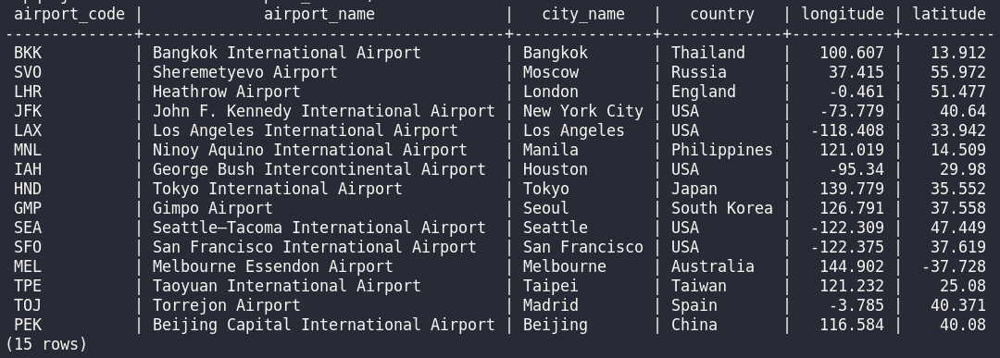 airport_code |             airport_name              |   city_name   |   country   | longitude | latitude
--------------+---------------------------------------+---------------+-------------+-----------+----------
 BKK          | Bangkok International Airport         | Bangkok       | Thailand    |   100.607 |   13.912
 SVO          | Sheremetyevo Airport                  | Moscow        | Russia      |    37.415 |   55.972
 LHR          | Heathrow Airport                      | London        | England     |    -0.461 |   51.477
 JFK          | John F. Kennedy International Airport | New York City | USA         |   -73.779 |    40.64
 LAX          | Los Angeles International Airport     | Los Angeles   | USA         |  -118.408 |   33.942
 MNL          | Ninoy Aquino International Airport    | Manila        | Philippines |   121.019 |   14.509
 IAH          | George Bush Intercontinental Airport  | Houston       | USA         |    -95.34 |    29.98
 HND          | Tokyo International Airport           | Tokyo         | Japan       |   139.779 |   35.552
 GMP          | Gimpo Airport                         | Seoul         | South Korea |   126.791 |   37.558
 SEA          | Seattle–Tacoma International Airport  | Seattle       | USA         |  -122.309 |   47.449
 SFO          | San Francisco International Airport   | San Francisco | USA         |  -122.375 |   37.619
 MEL          | Melbourne Essendon Airport            | Melbourne     | Australia   |   144.902 |  -37.728
 TPE          | Taoyuan International Airport         | Taipei        | Taiwan      |   121.232 |    25.08
 TOJ          | Torrejon Airport                      | Madrid        | Spain       |    -3.785 |   40.371
 PEK          | Beijing Capital International Airport | Beijing       | China       |   116.584 |    40.08
(15 rows)